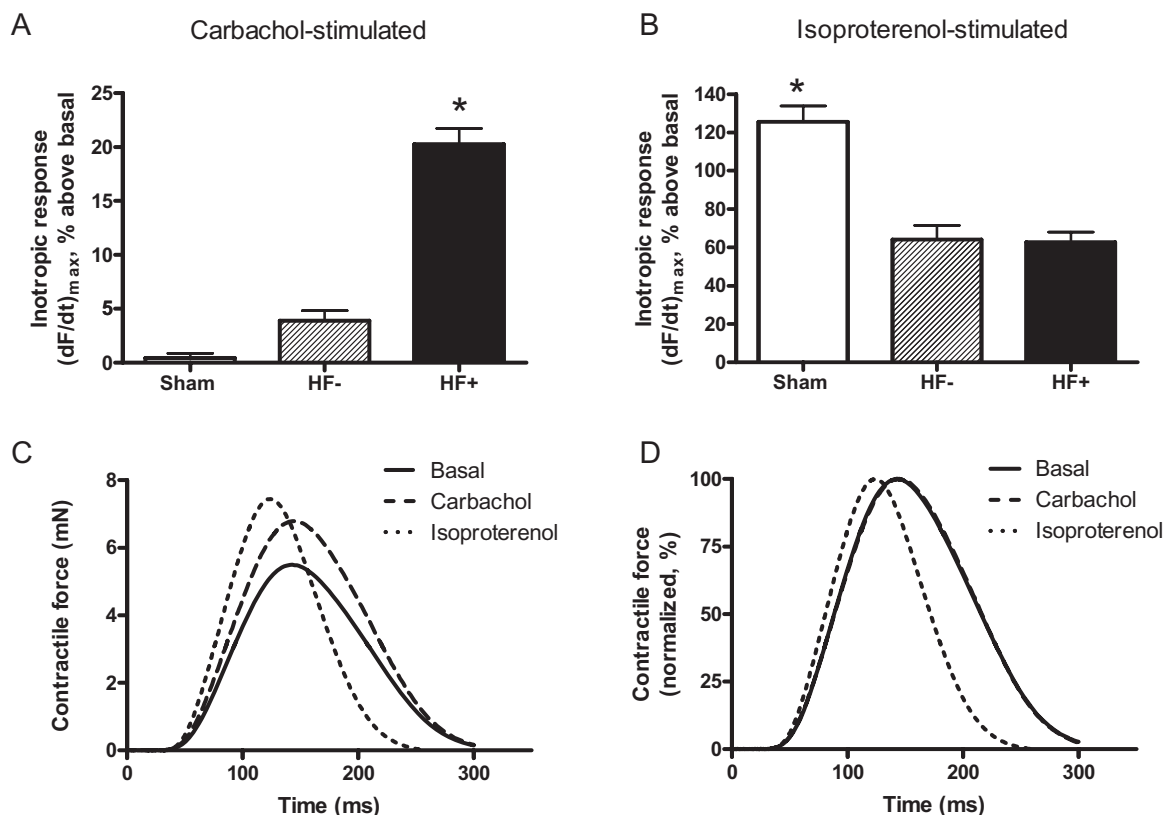 A
Carbachol-stimulated
Inotropic response
(dF/dt)max, % above basal
25
20
15
10
5
0
*
Sham
HF-
HF+
B
Isoproterenol-stimulated
Inotropic response
(dF/dt)max, % above basal
140
120
100
80
60
40
20
0
*
Sham
HF-
HF+
C
Contractile force (mN)
8
6
4
2
0
Basal
Carbachol
Isoproterenol
0
100
200
300
Time (ms)
D
Contractile force
(normalized, %)
100
75
50
25
0
Basal
Carbachol
Isoproterenol
0
100
200
300
Time (ms)